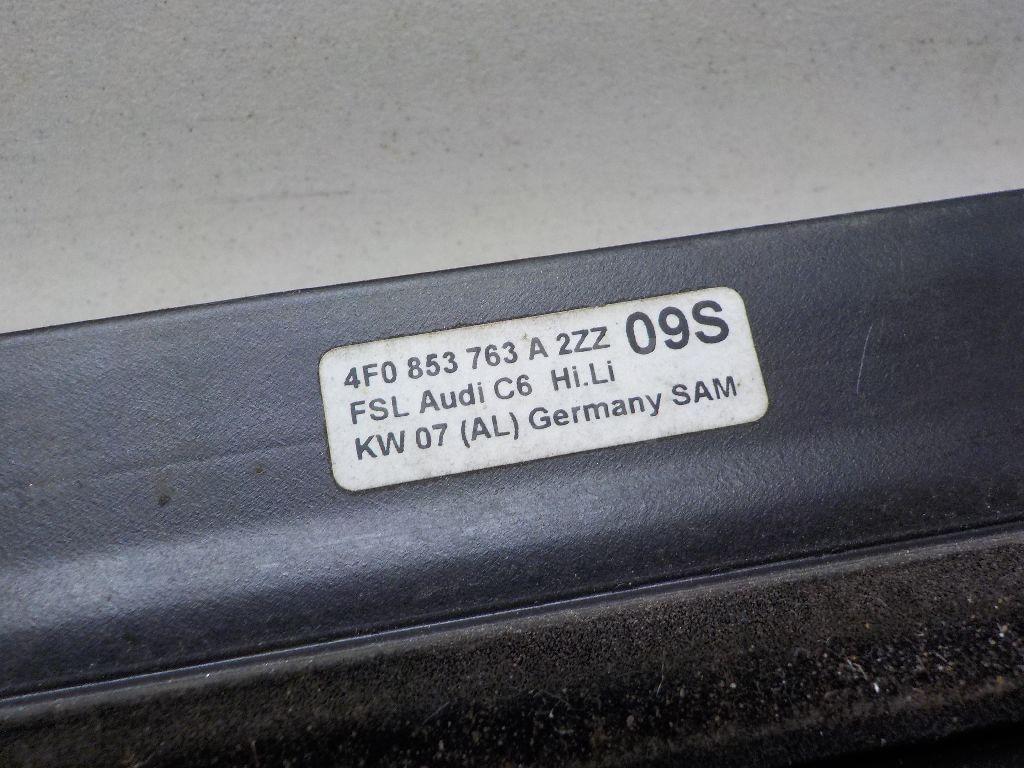 4F0 853 763 A 2ZZ 09S
FSL Audi C6 Hi.Li
KW 07 (AL) Germany SAM